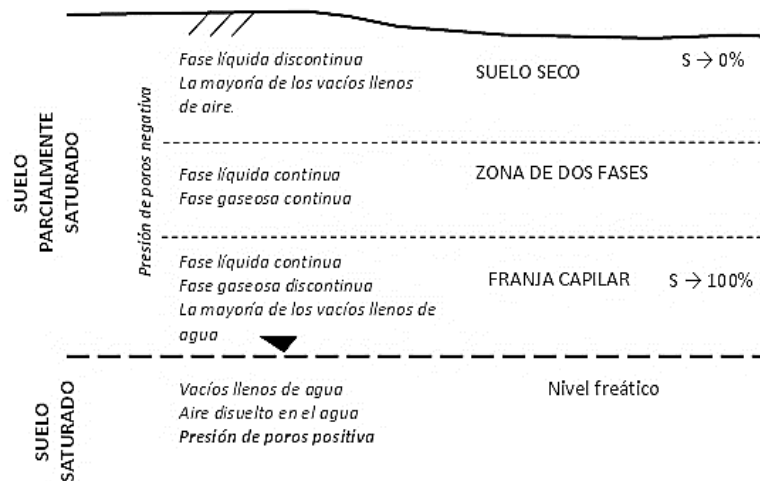 Fase líquida discontinua
La mayoría de los vacíos llenos
de aire.
SUELO SECO
S → 0%
SUELO
PARCIALMENTE
SATURADO
Presión de poros negativa
Fase líquida continua
Fase gaseosa continua
ZONA DE DOS FASES
Fase líquida continua
Fase gaseosa discontinua
La mayoría de los vacíos llenos de
agua
FRANJA CAPILAR
S → 100%
SUELO
SATURADO
Vacíos llenos de agua
Aire disuelto en el agua
Presión de poros positiva
Nivel freático